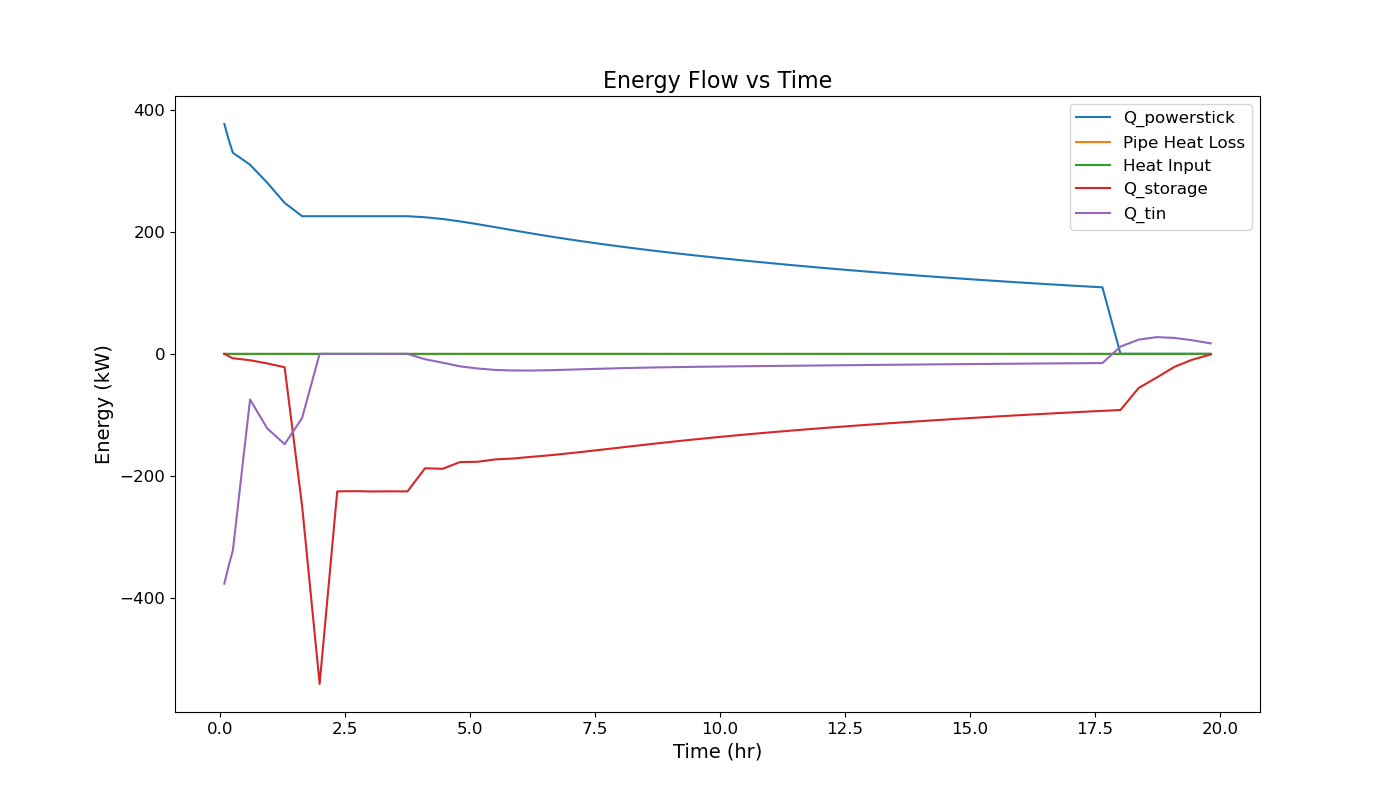 Energy Flow vs Time
Energy (kW)
400
200
0
−200
−400
Q_powerstick
Pipe Heat Loss
Heat Input
Q_storage
Q_tin
0.0 2.5 5.0 7.5 10.0 12.5 15.0 17.5 20.0
Time (hr)